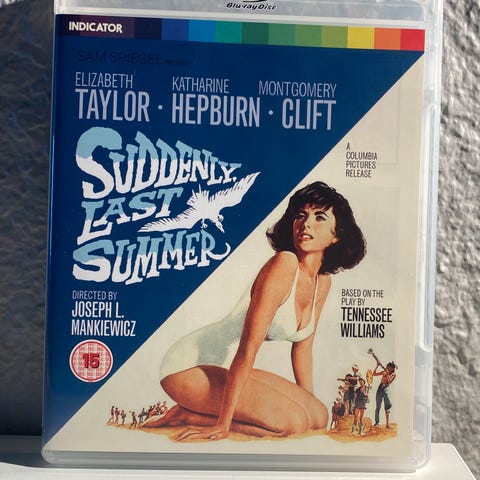 Blu-ray Disc
INDICATOR
SAM SPIEGEL
ELIZABETH TAYLOR · KATHARINE HEPBURN · MONTGOMERY CLIFT
SUDDENLY,
LAST
SUMMER
A
COLUMBIA
PICTURES
RELEASE
DIRECTED BY
JOSEPH L.
MANKIEWICZ
BASED ON THE
PLAY BY
TENNESSEE
WILLIAMS
15